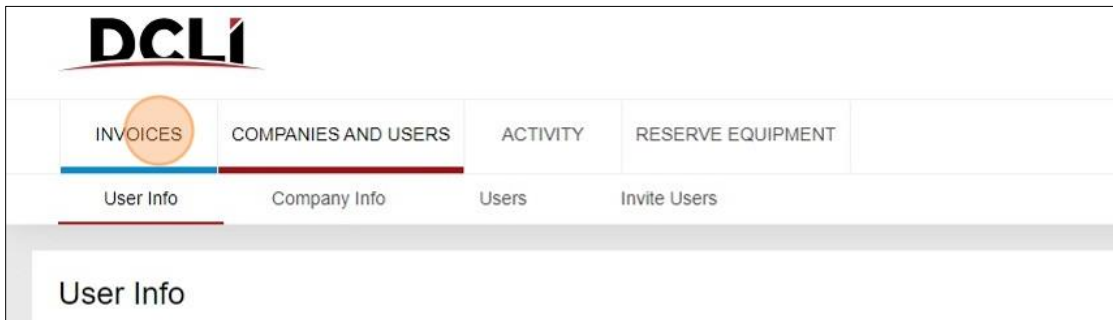 DCLI
INVOICES COMPANIES AND USERS ACTIVITY RESERVE EQUIPMENT
User Info Company Info Users Invite Users
User Info